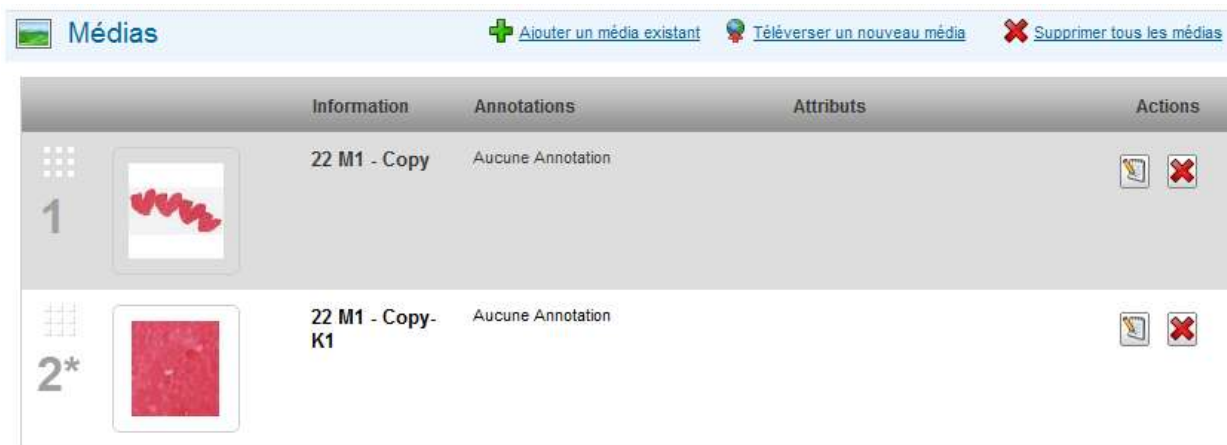 Médias
Ajouter un média existant
Téléverser un nouveau média
Supprimer tous les médias
Information Annotations Attributs Actions
1
22 M1 - Copy
Aucune Annotation
2*
22 M1 - Copy-
K1
Aucune Annotation